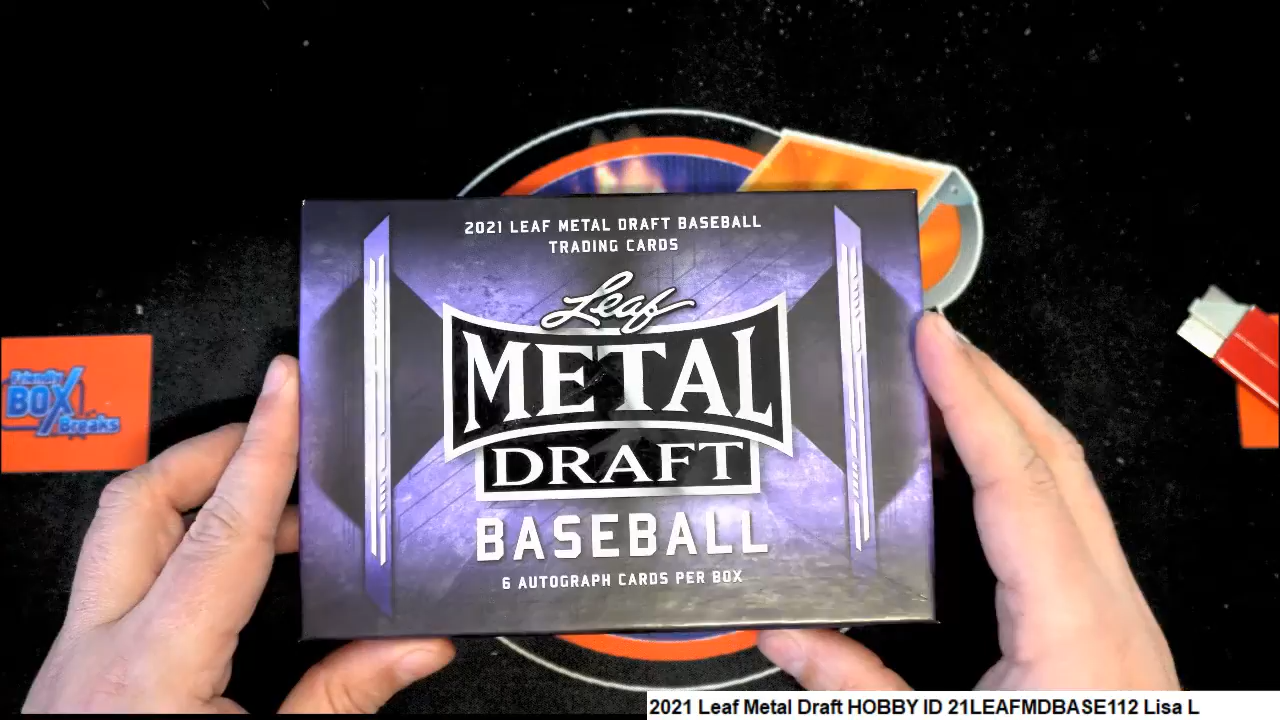 2021 LEAF METAL DRAFT BASEBALL
TRADING CARDS
Leaf
METAL
DRAFT
BASEBALL
6 AUTOGRAPH CARDS PER BOX
Friendly
BOX
Breaks
2021 Leaf Metal Draft HOBBY ID 21LEAFMDBASE112 Lisa L